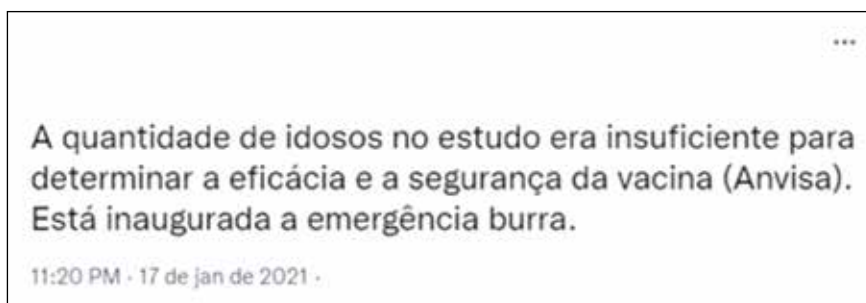 ...
A quantidade de idosos no estudo era insuficiente para
determinar a eficácia e a segurança da vacina (Anvisa).
Está inaugurada a emergência burra.
11:20 PM · 17 de jan de 2021 ·